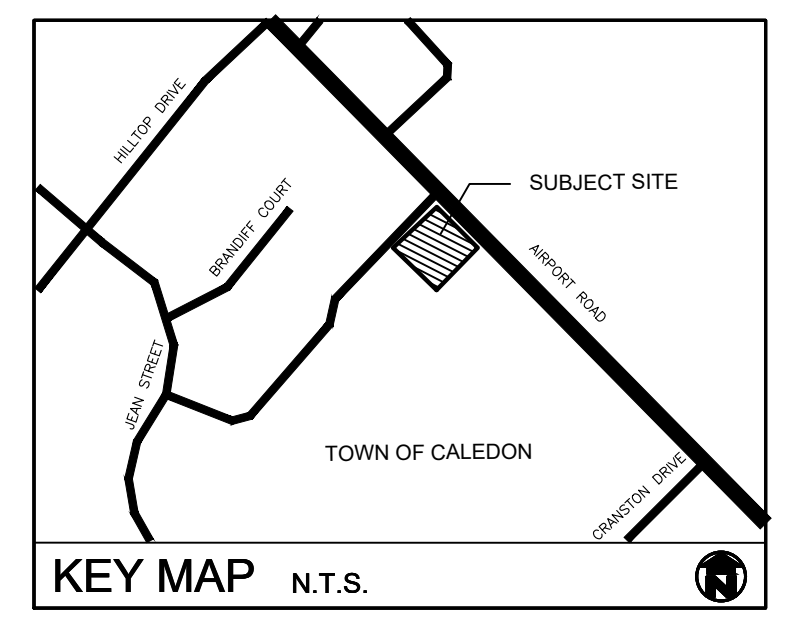 HILLTOP DRIVE
BRANDIFF COURT
SUBJECT SITE
AIRPORT ROAD
JEAN STREET
TOWN OF CALEDON
CRANSTON DRIVE
KEY MAP N.T.S.
N